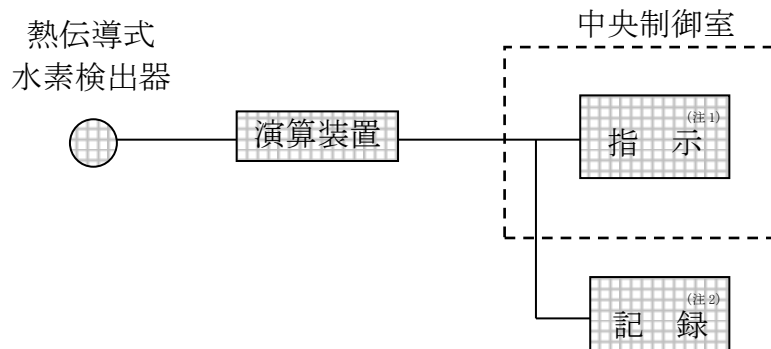 中央制御室
熱伝導式
水素検出器
演算装置
指 示 (注1)
記 録 (注2)